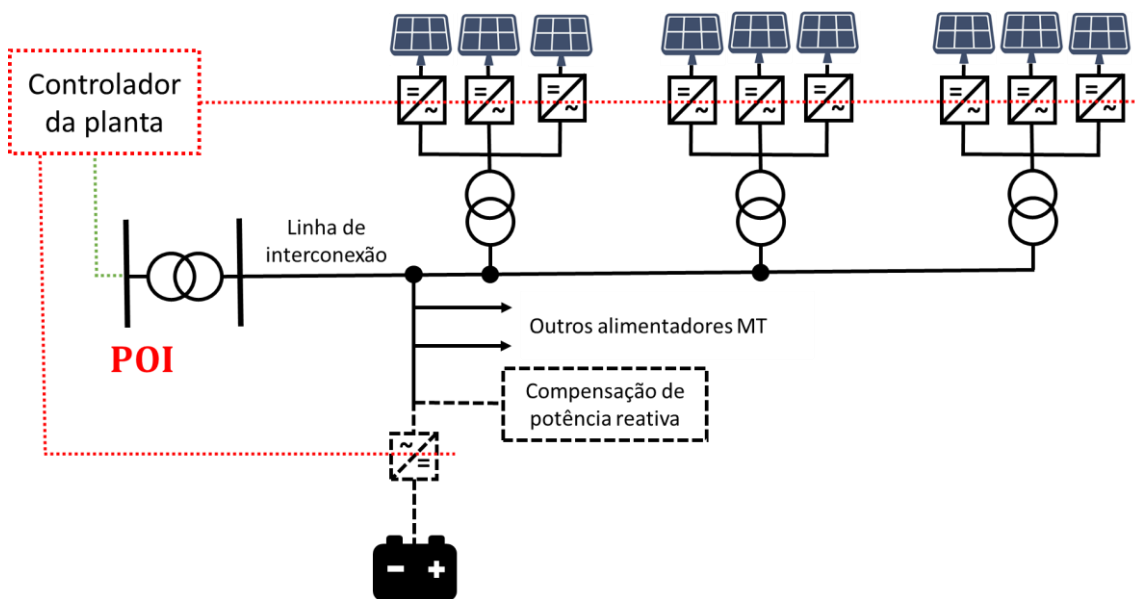 Controlador
da planta
Linha de
interconexão
POI
Outros alimentadores MT
Compensação de
potência reativa